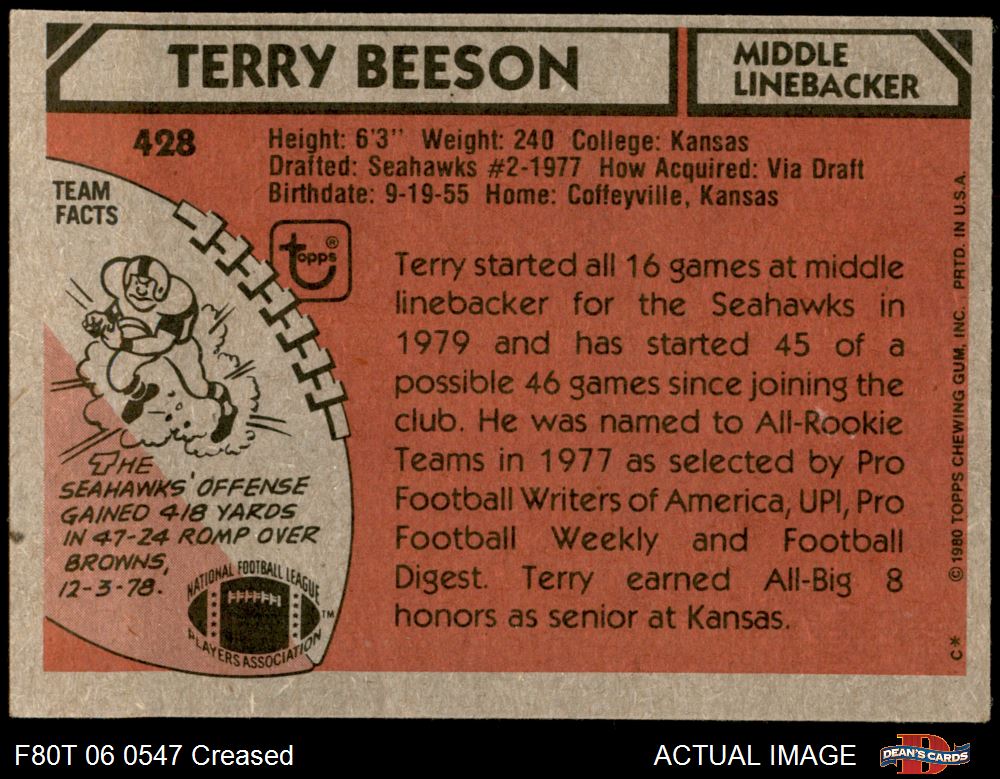 TERRY BEESON
MIDDLE
LINEBACKER
428
Height: 6'3" Weight: 240 College: Kansas
Drafted: Seahawks #2-1977 How Acquired: Via Draft
Birthdate: 9-19-55 Home: Coffeyville, Kansas
TEAM
FACTS
topps®
Terry started all 16 games at middle
linebacker for the Seahawks in
1979 and has started 45 of a
possible 46 games since joining the
club. He was named to All-Rookie
Teams in 1977 as selected by Pro
Football Writers of America, UPI, Pro
Football Weekly and Football
Digest. Terry earned All-Big 8
honors as senior at Kansas.
THE
SEAHAWKS' OFFENSE
GAINED 418 YARDS
IN 47-24 ROMP OVER
BROWNS,
12-3-78.
NATIONAL FOOTBALL LEAGUE
PLAYERS ASSOCIATION
TM
© 1980 TOPPS CHEWING GUM, INC. PRTD. IN U.S.A.
C*
F80T 06 0547 Creased
ACTUAL IMAGE
DEAN'S CARDS